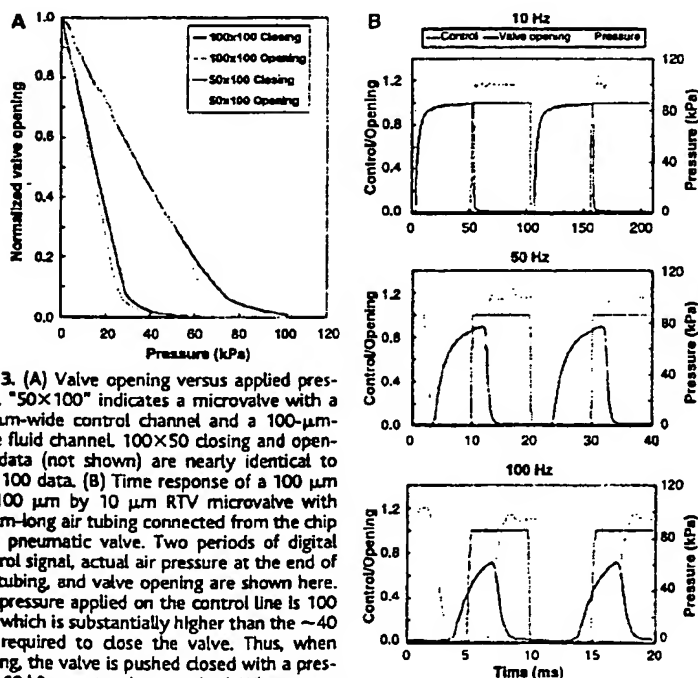 A
1.0
0.8
0.6
0.4
0.2
0.0
Normalized valve opening
100x100 Closing
100x100 Opening
50x100 Closing
50x100 Opening
0 20 40 60 80 100 120
Pressure (kPa)
B
10 Hz
Control Valve opening Pressure
1.2
0.8
0.4
0
Control/Opening
120
80
40
0
Pressure (kPa)
0 50 100 150 200
50 Hz
1.2
0.8
0.4
0
Control/Opening
120
80
40
0
Pressure (kPa)
0 10 20 30 40
100 Hz
1.2
0.8
0.4
0
Control/Opening
120
80
40
0
Pressure (kPa)
0 5 10 15 20
Time (ms)
3. (A) Valve opening versus applied pres-
"50×100" indicates a microvalve with a
μm-wide control channel and a 100-μm-
fluid channel. 100×50 closing and open-
data (not shown) are nearly identical to
100 data. (B) Time response of a 100 μm
100 μm by 10 μm RTV microvalve with
m-long air tubing connected from the chip
pneumatic valve. Two periods of digital
rol signal, actual air pressure at the end of
tubing, and valve opening are shown here.
pressure applied on the control line is 100
which is substantially higher than the ~40
required to close the valve. Thus, when
ng, the valve is pushed closed with a pres-